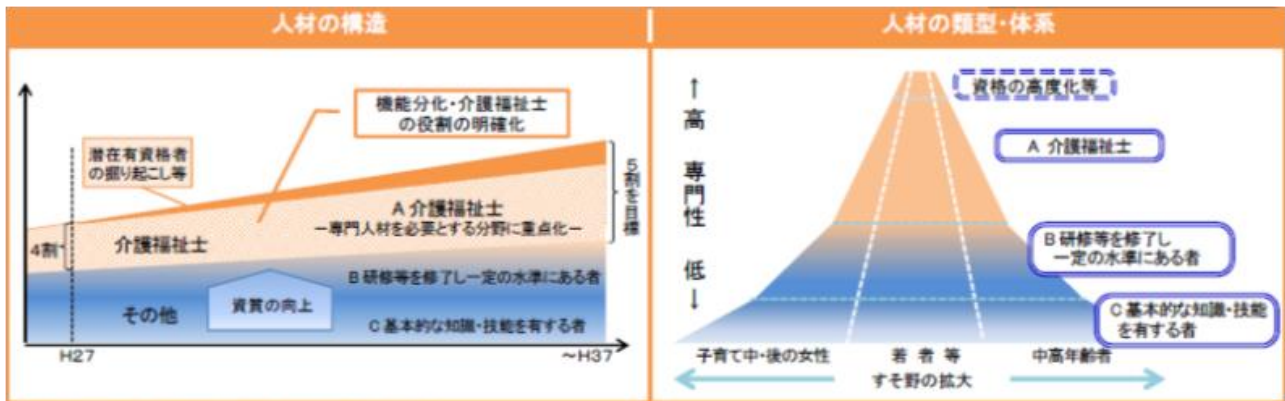 人材の構造
人材の類型・体系
機能分化・介護福祉士
の役割の明確化
潜在有資格者
の掘り起こし等
4割
介護福祉士
A 介護福祉士
ー専門人材を必要とする分野に重点化ー
5割を目標
その他
資質の向上
B 研修等を修了し一定の水準にある者
C 基本的な知識・技能を有する者
H27
～H37
↑高 専門性 低↓
資格の高度化等
A 介護福祉士
B 研修等を修了し
一定の水準にある者
C 基本的な知識・技能
を有する者
子育て中・後の女性
若者等
中高年齢者
すそ野の拡大